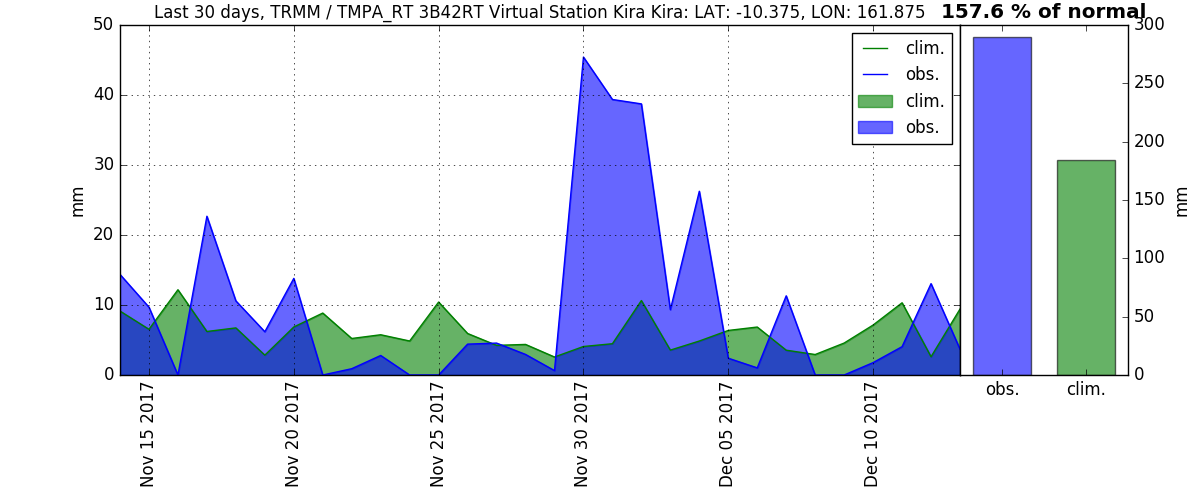 Last 30 days, TRMM / TMPA_RT 3B42RT Virtual Station Kira Kira: LAT: -10.375, LON: 161.875
157.6 % of normal
50
40
30
20
10
0
mm
clim.
obs.
clim.
obs.
300
250
200
150
100
50
0
mm
Nov 15 2017
Nov 20 2017
Nov 25 2017
Nov 30 2017
Dec 05 2017
Dec 10 2017
obs.
clim.